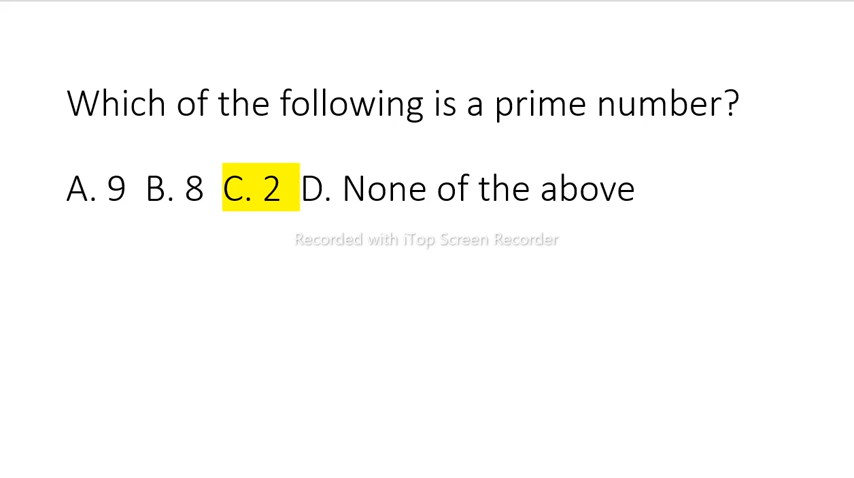 Which of the following is a prime number?
A. 9 B. 8 C. 2 D. None of the above
Recorded with iTop Screen Recorder